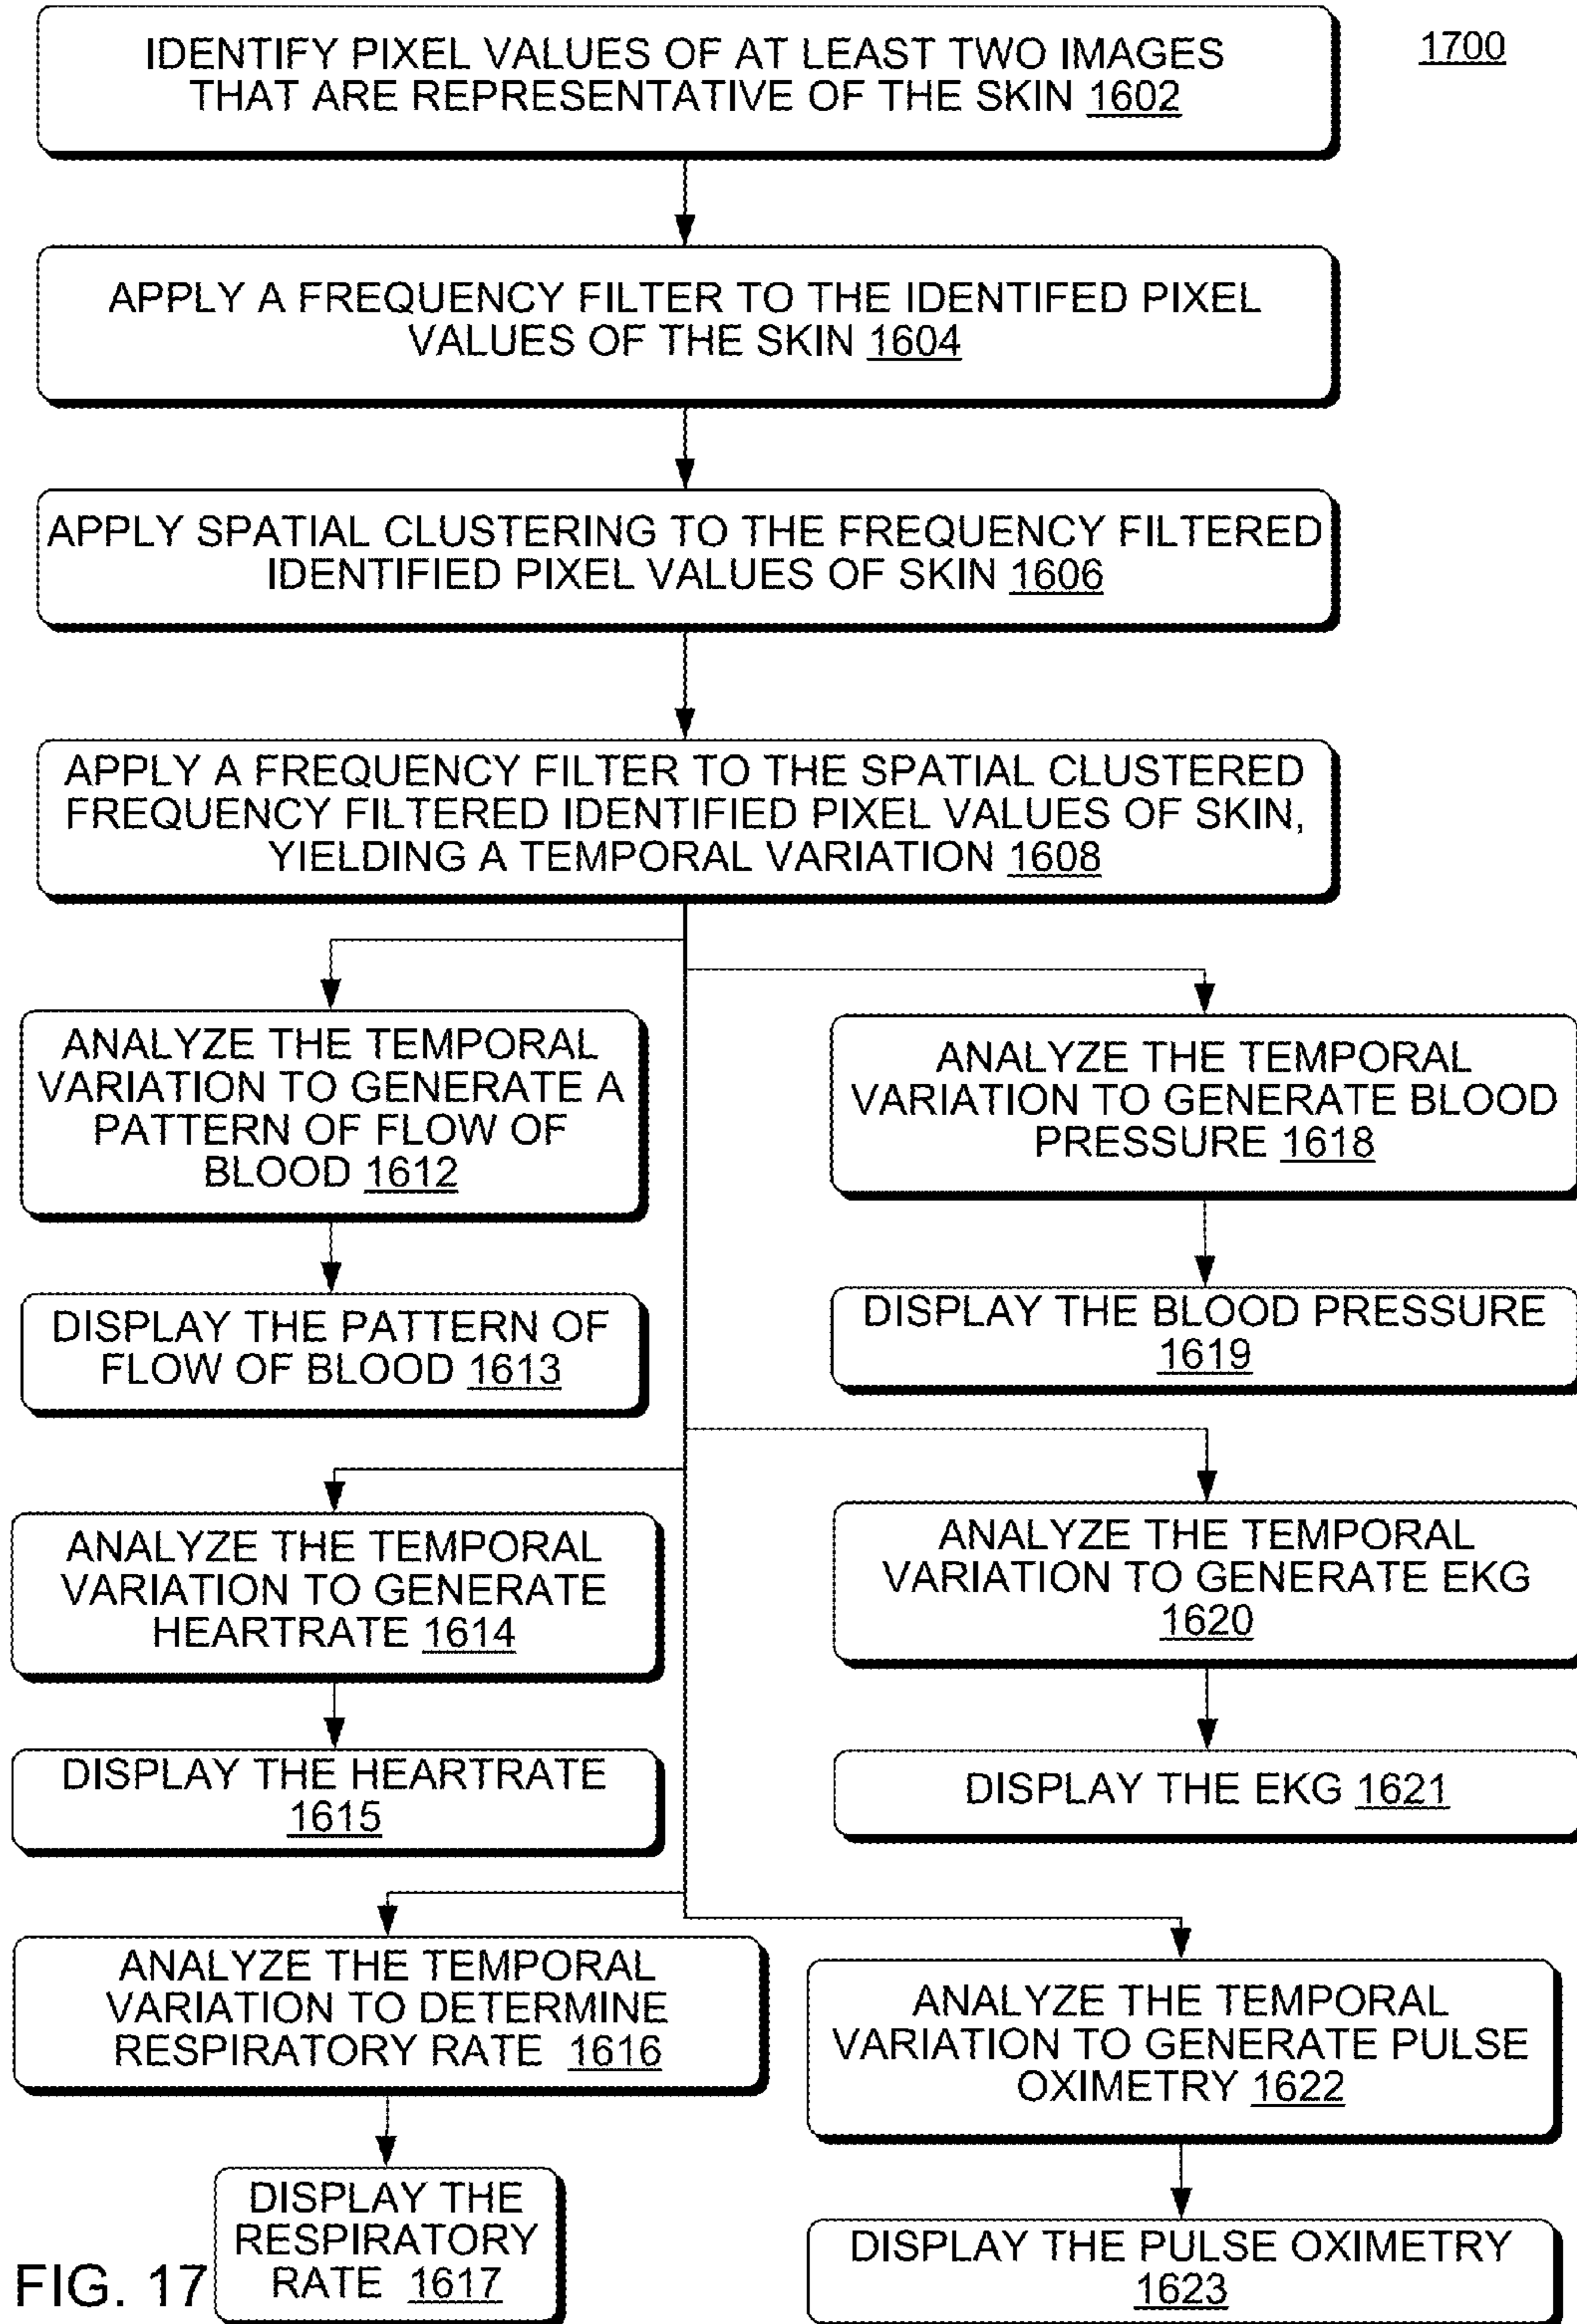 IDENTIFY PIXEL VALUES OF AT LEAST TWO IMAGES
THAT ARE REPRESENTATIVE OF THE SKIN 1602
1700
APPLY A FREQUENCY FILTER TO THE IDENTIFED PIXEL
VALUES OF THE SKIN 1604
APPLY SPATIAL CLUSTERING TO THE FREQUENCY FILTERED
IDENTIFIED PIXEL VALUES OF SKIN 1606
APPLY A FREQUENCY FILTER TO THE SPATIAL CLUSTERED
FREQUENCY FILTERED IDENTIFIED PIXEL VALUES OF SKIN,
YIELDING A TEMPORAL VARIATION 1608
ANALYZE THE TEMPORAL
VARIATION TO GENERATE A
PATTERN OF FLOW OF
BLOOD 1612
ANALYZE THE TEMPORAL
VARIATION TO GENERATE BLOOD
PRESSURE 1618
DISPLAY THE PATTERN OF
FLOW OF BLOOD 1613
DISPLAY THE BLOOD PRESSURE
1619
ANALYZE THE TEMPORAL
VARIATION TO GENERATE
HEARTRATE 1614
ANALYZE THE TEMPORAL
VARIATION TO GENERATE EKG
1620
DISPLAY THE HEARTRATE
1615
DISPLAY THE EKG 1621
ANALYZE THE TEMPORAL
VARIATION TO DETERMINE
RESPIRATORY RATE 1616
ANALYZE THE TEMPORAL
VARIATION TO GENERATE PULSE
OXIMETRY 1622
DISPLAY THE
RESPIRATORY
RATE 1617
DISPLAY THE PULSE OXIMETRY
1623
FIG. 17